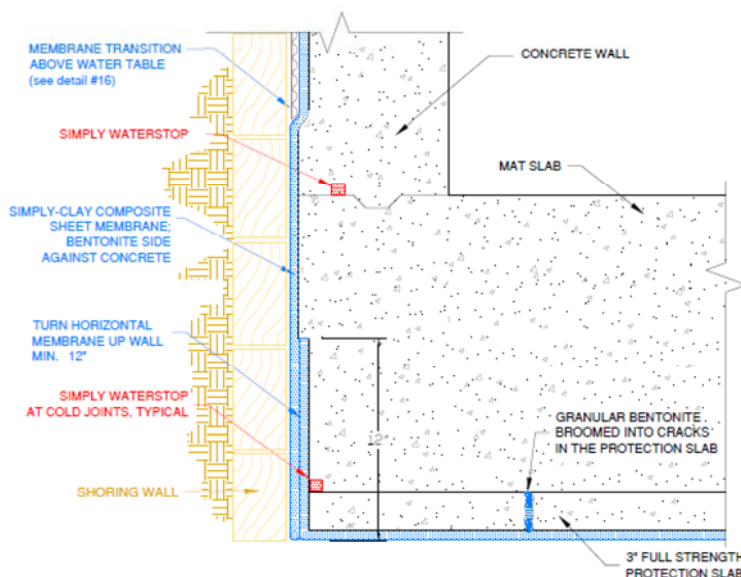 MEMBRANE TRANSITION
ABOVE WATER TABLE
(see detail #16)
CONCRETE WALL
SIMPLY WATERSTOP
MAT SLAB
SIMPLY-CLAY COMPOSITE
SHEET MEMBRANE;
BENTONITE SIDE
AGAINST CONCRETE
TURN HORIZONTAL
MEMBRANE UP WALL
MIN. 12"
SIMPLY WATERSTOP
AT COLD JOINTS, TYPICAL
12"
GRANULAR BENTONITE
BROOMED INTO CRACKS
IN THE PROTECTION SLAB
SHORING WALL
3" FULL STRENGTH
PROTECTION SLAB